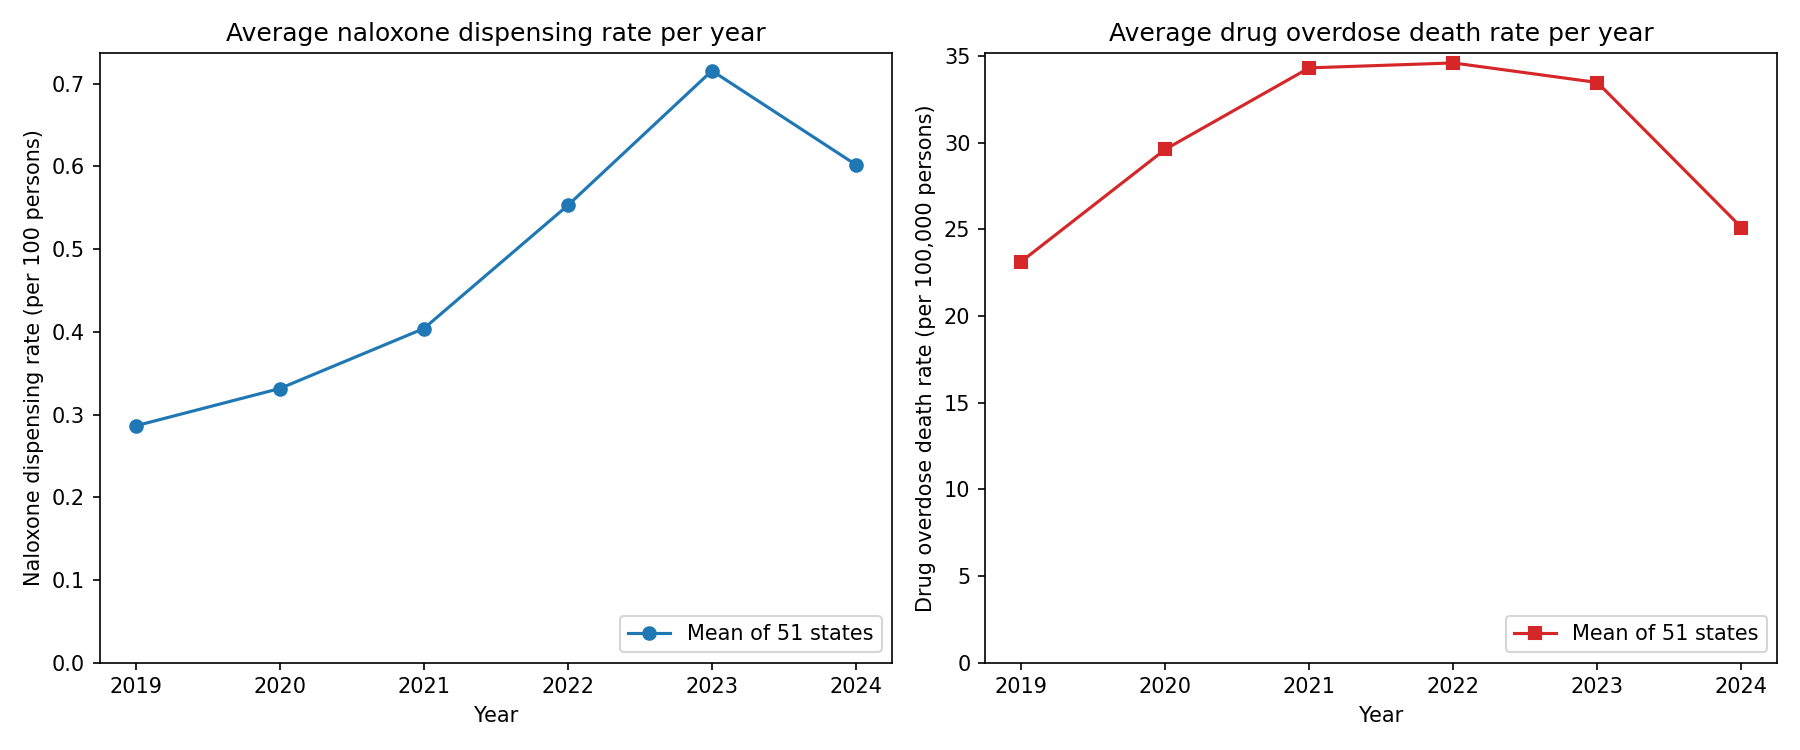 Average naloxone dispensing rate per year
Naloxone dispensing rate (per 100 persons)
0.7
0.6
0.5
0.4
0.3
0.2
0.1
0.0
2019 2020 2021 2022 2023 2024
Year
Mean of 51 states
Average drug overdose death rate per year
Drug overdose death rate (per 100,000 persons)
35
30
25
20
15
10
5
0
2019 2020 2021 2022 2023 2024
Year
Mean of 51 states